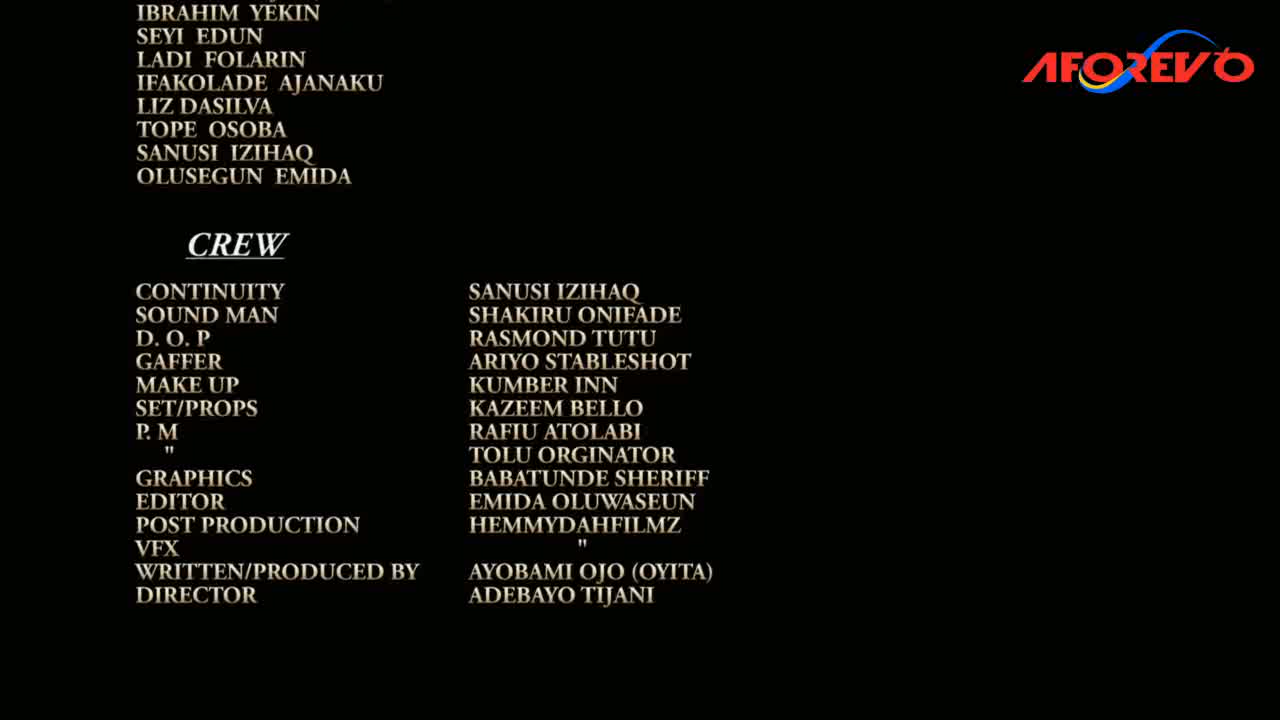 IBRAHIM YEKIN
SEYI EDUN
LADI FOLARIN
IFAKOLADE AJANAKU
LIZ DASILVA
TOPE OSOBA
SANUSI IZIHAQ
OLUSEGUN EMIDA
AFOREVO
CREW
CONTINUITY SANUSI IZIHAQ
SOUND MAN SHAKIRU ONIFADE
D. O. P RASMOND TUTU
GAFFER ARIYO STABLESHOT
MAKE UP KUMBER INN
SET/PROPS KAZEEM BELLO
P. M RAFIU ATOLABI
" TOLU ORGINATOR
GRAPHICS BABATUNDE SHERIFF
EDITOR EMIDA OLUWASEUN
POST PRODUCTION HEMMYDAHFILMZ
VFX "
WRITTEN/PRODUCED BY AYOBAMI OJO (OYITA)
DIRECTOR ADEBAYO TIJANI